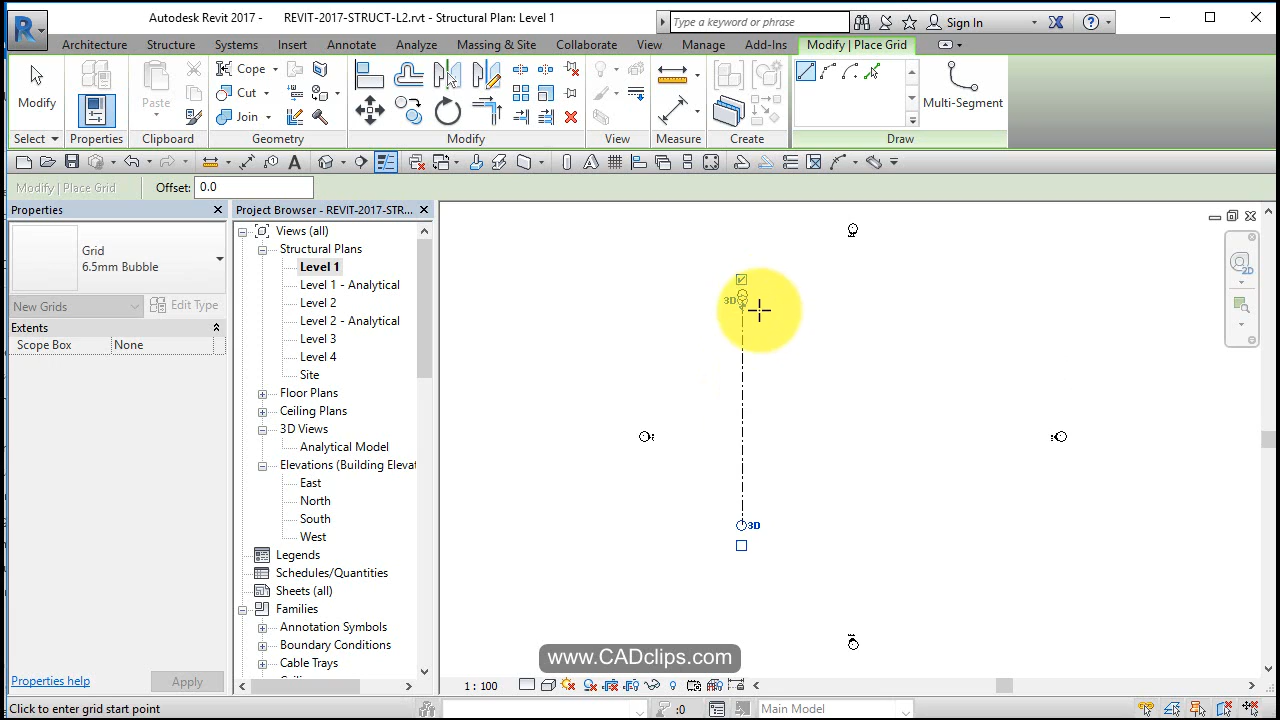 Autodesk Revit 2017 - REVIT-2017-STRUCT-L2.rvt - Structural Plan: Level 1
Type a keyword or phrase
Sign In
Architecture Structure Systems Insert Annotate Analyze Massing & Site Collaborate View Manage Add-Ins Modify | Place Grid
Modify
Paste
Cope
Cut
Join
Multi-Segment
Select Properties Clipboard Geometry Modify View Measure Create Draw
Modify | Place Grid
Offset: 0.0
Properties
Grid
6.5mm Bubble
New Grids
Edit Type
Extents
Scope Box None
Properties help
Apply
Project Browser - REVIT-2017-STR...
Views (all)
Structural Plans
Level 1
Level 1 - Analytical
Level 2
Level 2 - Analytical
Level 3
Level 4
Site
Floor Plans
Ceiling Plans
3D Views
Analytical Model
Elevations (Building Elevat
East
North
South
West
Legends
Schedules/Quantities
Sheets (all)
Families
Annotation Symbols
Boundary Conditions
Cable Trays
3D
3D
2D
www.CADclips.com
1 : 100
Click to enter grid start point
:0
Main Model